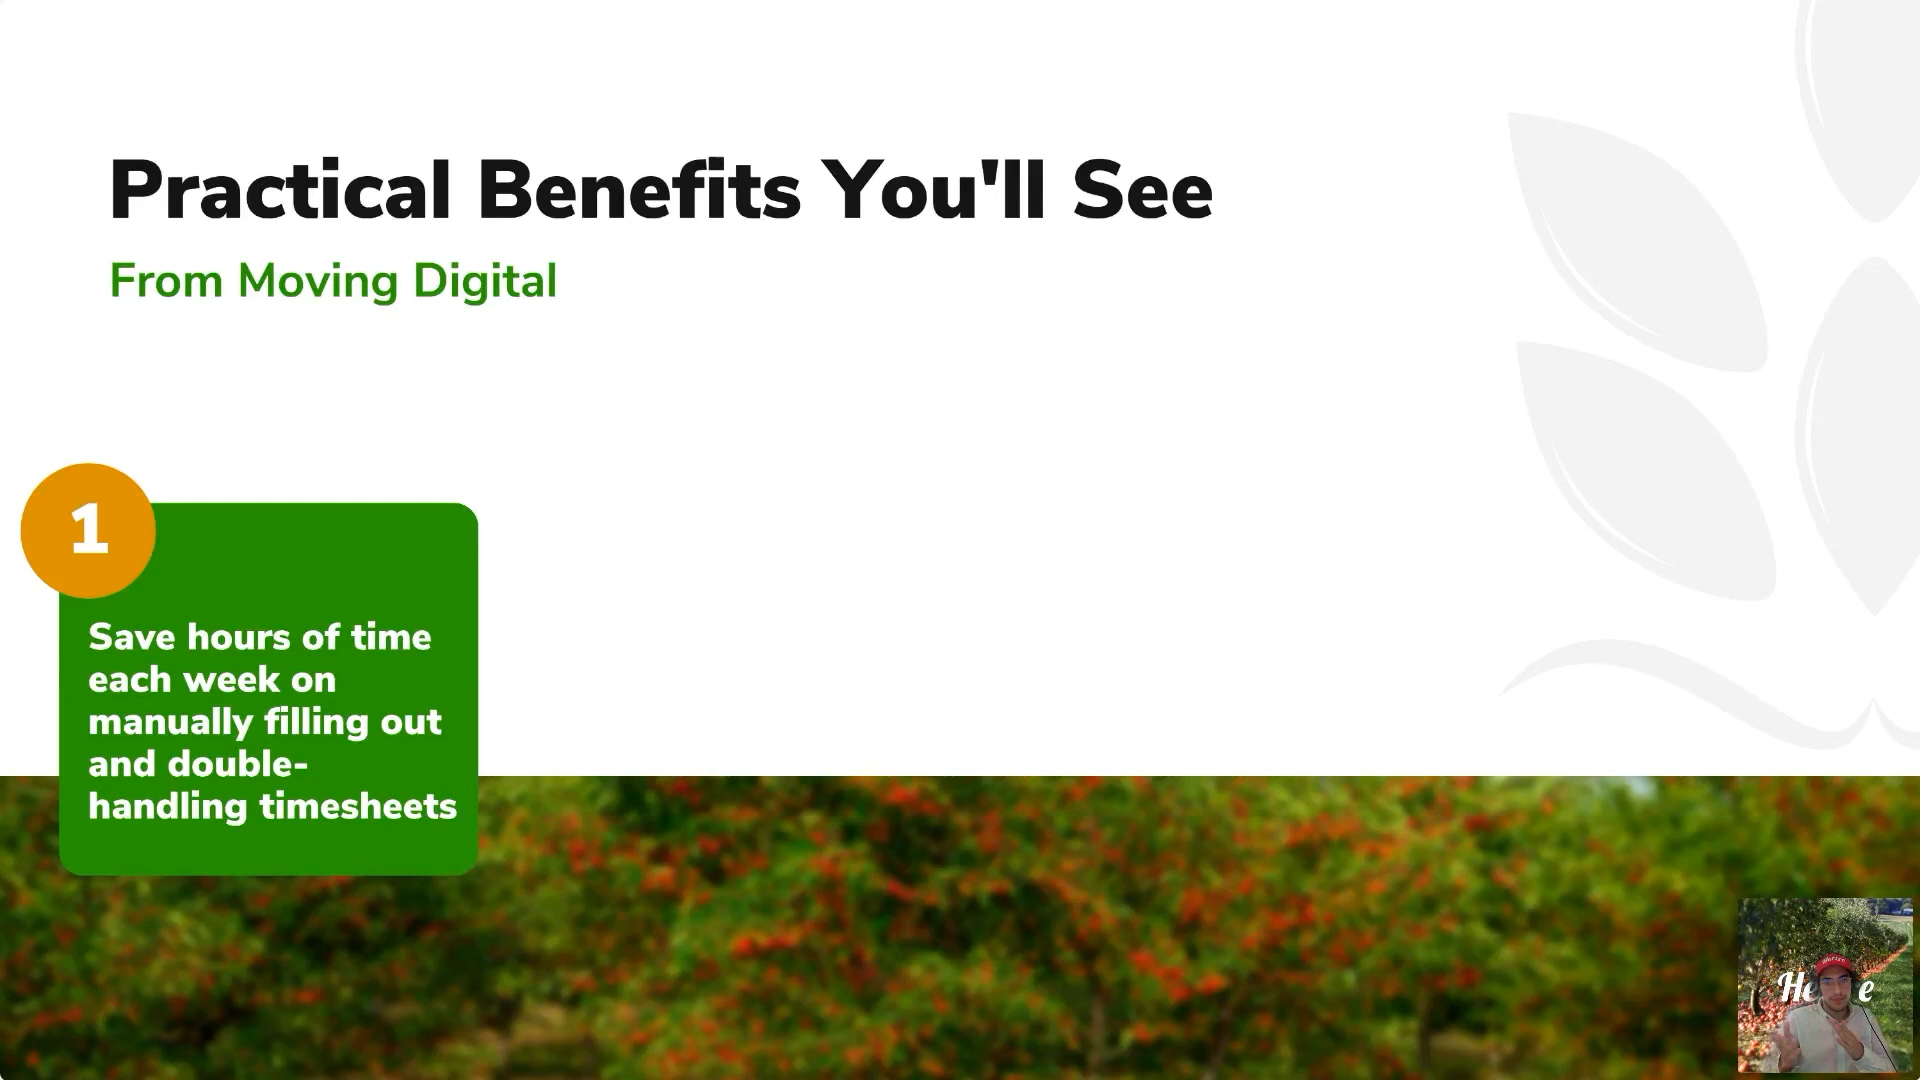 Practical Benefits You'll See
From Moving Digital
1
Save hours of time
each week on
manually filling out
and double-
handling timesheets